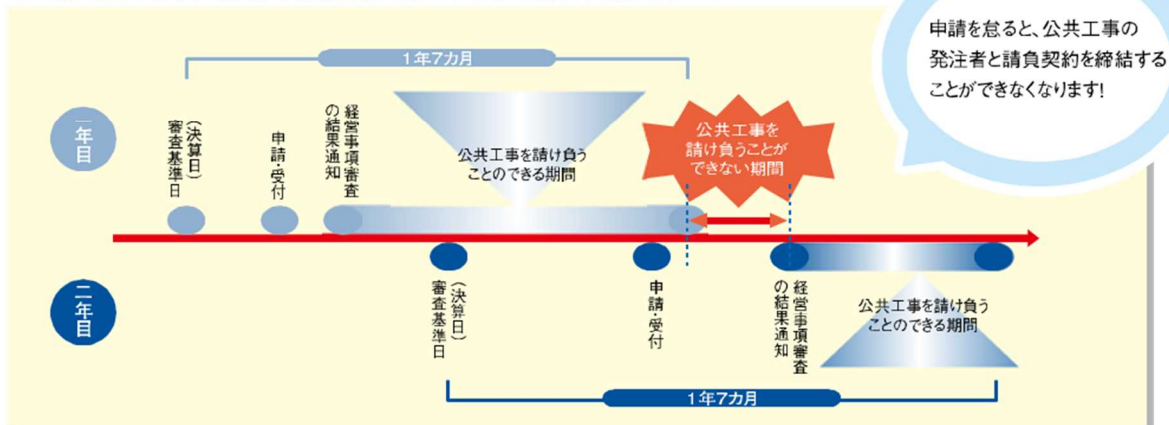 申請を怠ると、公共工事の
発注者と請負契約を締結する
ことができなくなります!
1年7カ月
一年目
審査基準日
(決算日)
申請・受付
経営事項審査
の結果通知
公共工事を請け負う
ことのできる期間
公共工事を
請け負うことが
できない期間
二年目
(決算日)
審査基準日
申請・受付
経営事項審査
の結果通知
公共工事を請け負う
ことのできる期間
1年7カ月